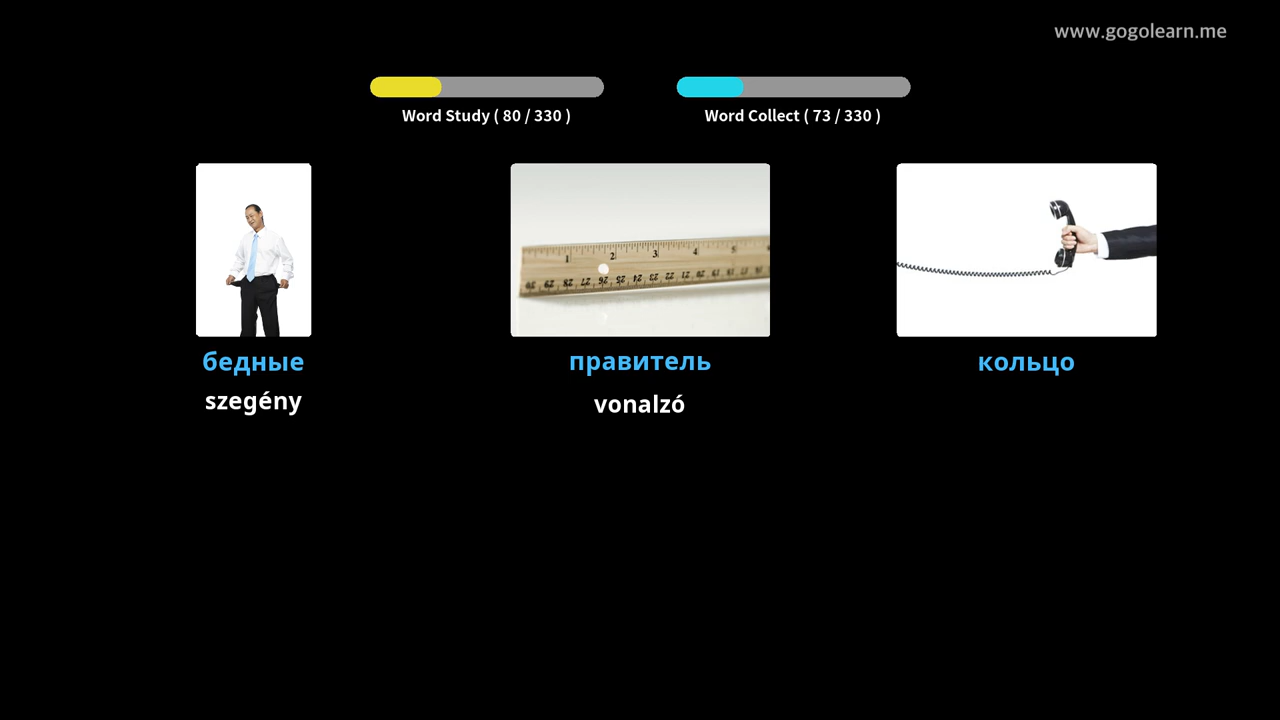 www.gogolearn.me
Word Study ( 80 / 330 )
Word Collect ( 73 / 330 )
бедные
правитель
кольцо
szegény
vonalzó